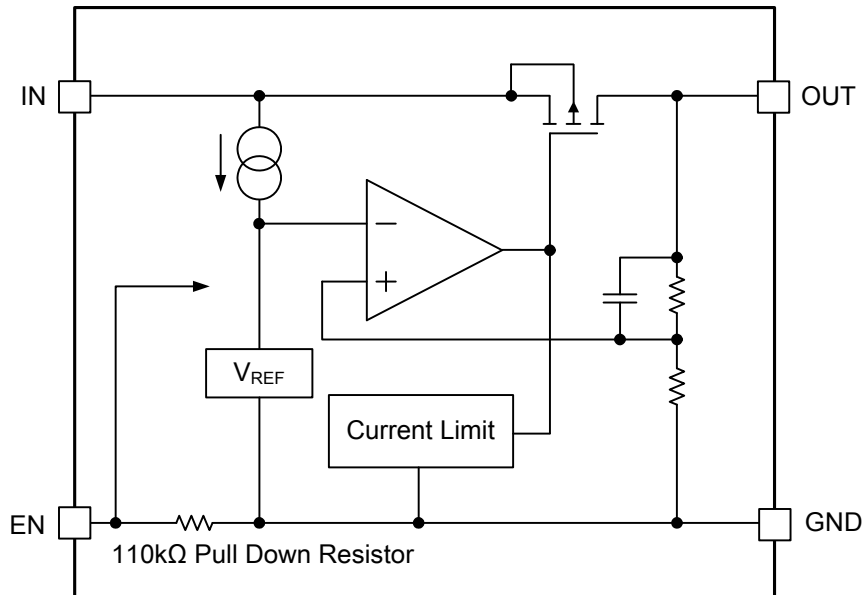 IN
OUT
−
+
V_REF
Current Limit
EN
GND
110kΩ Pull Down Resistor